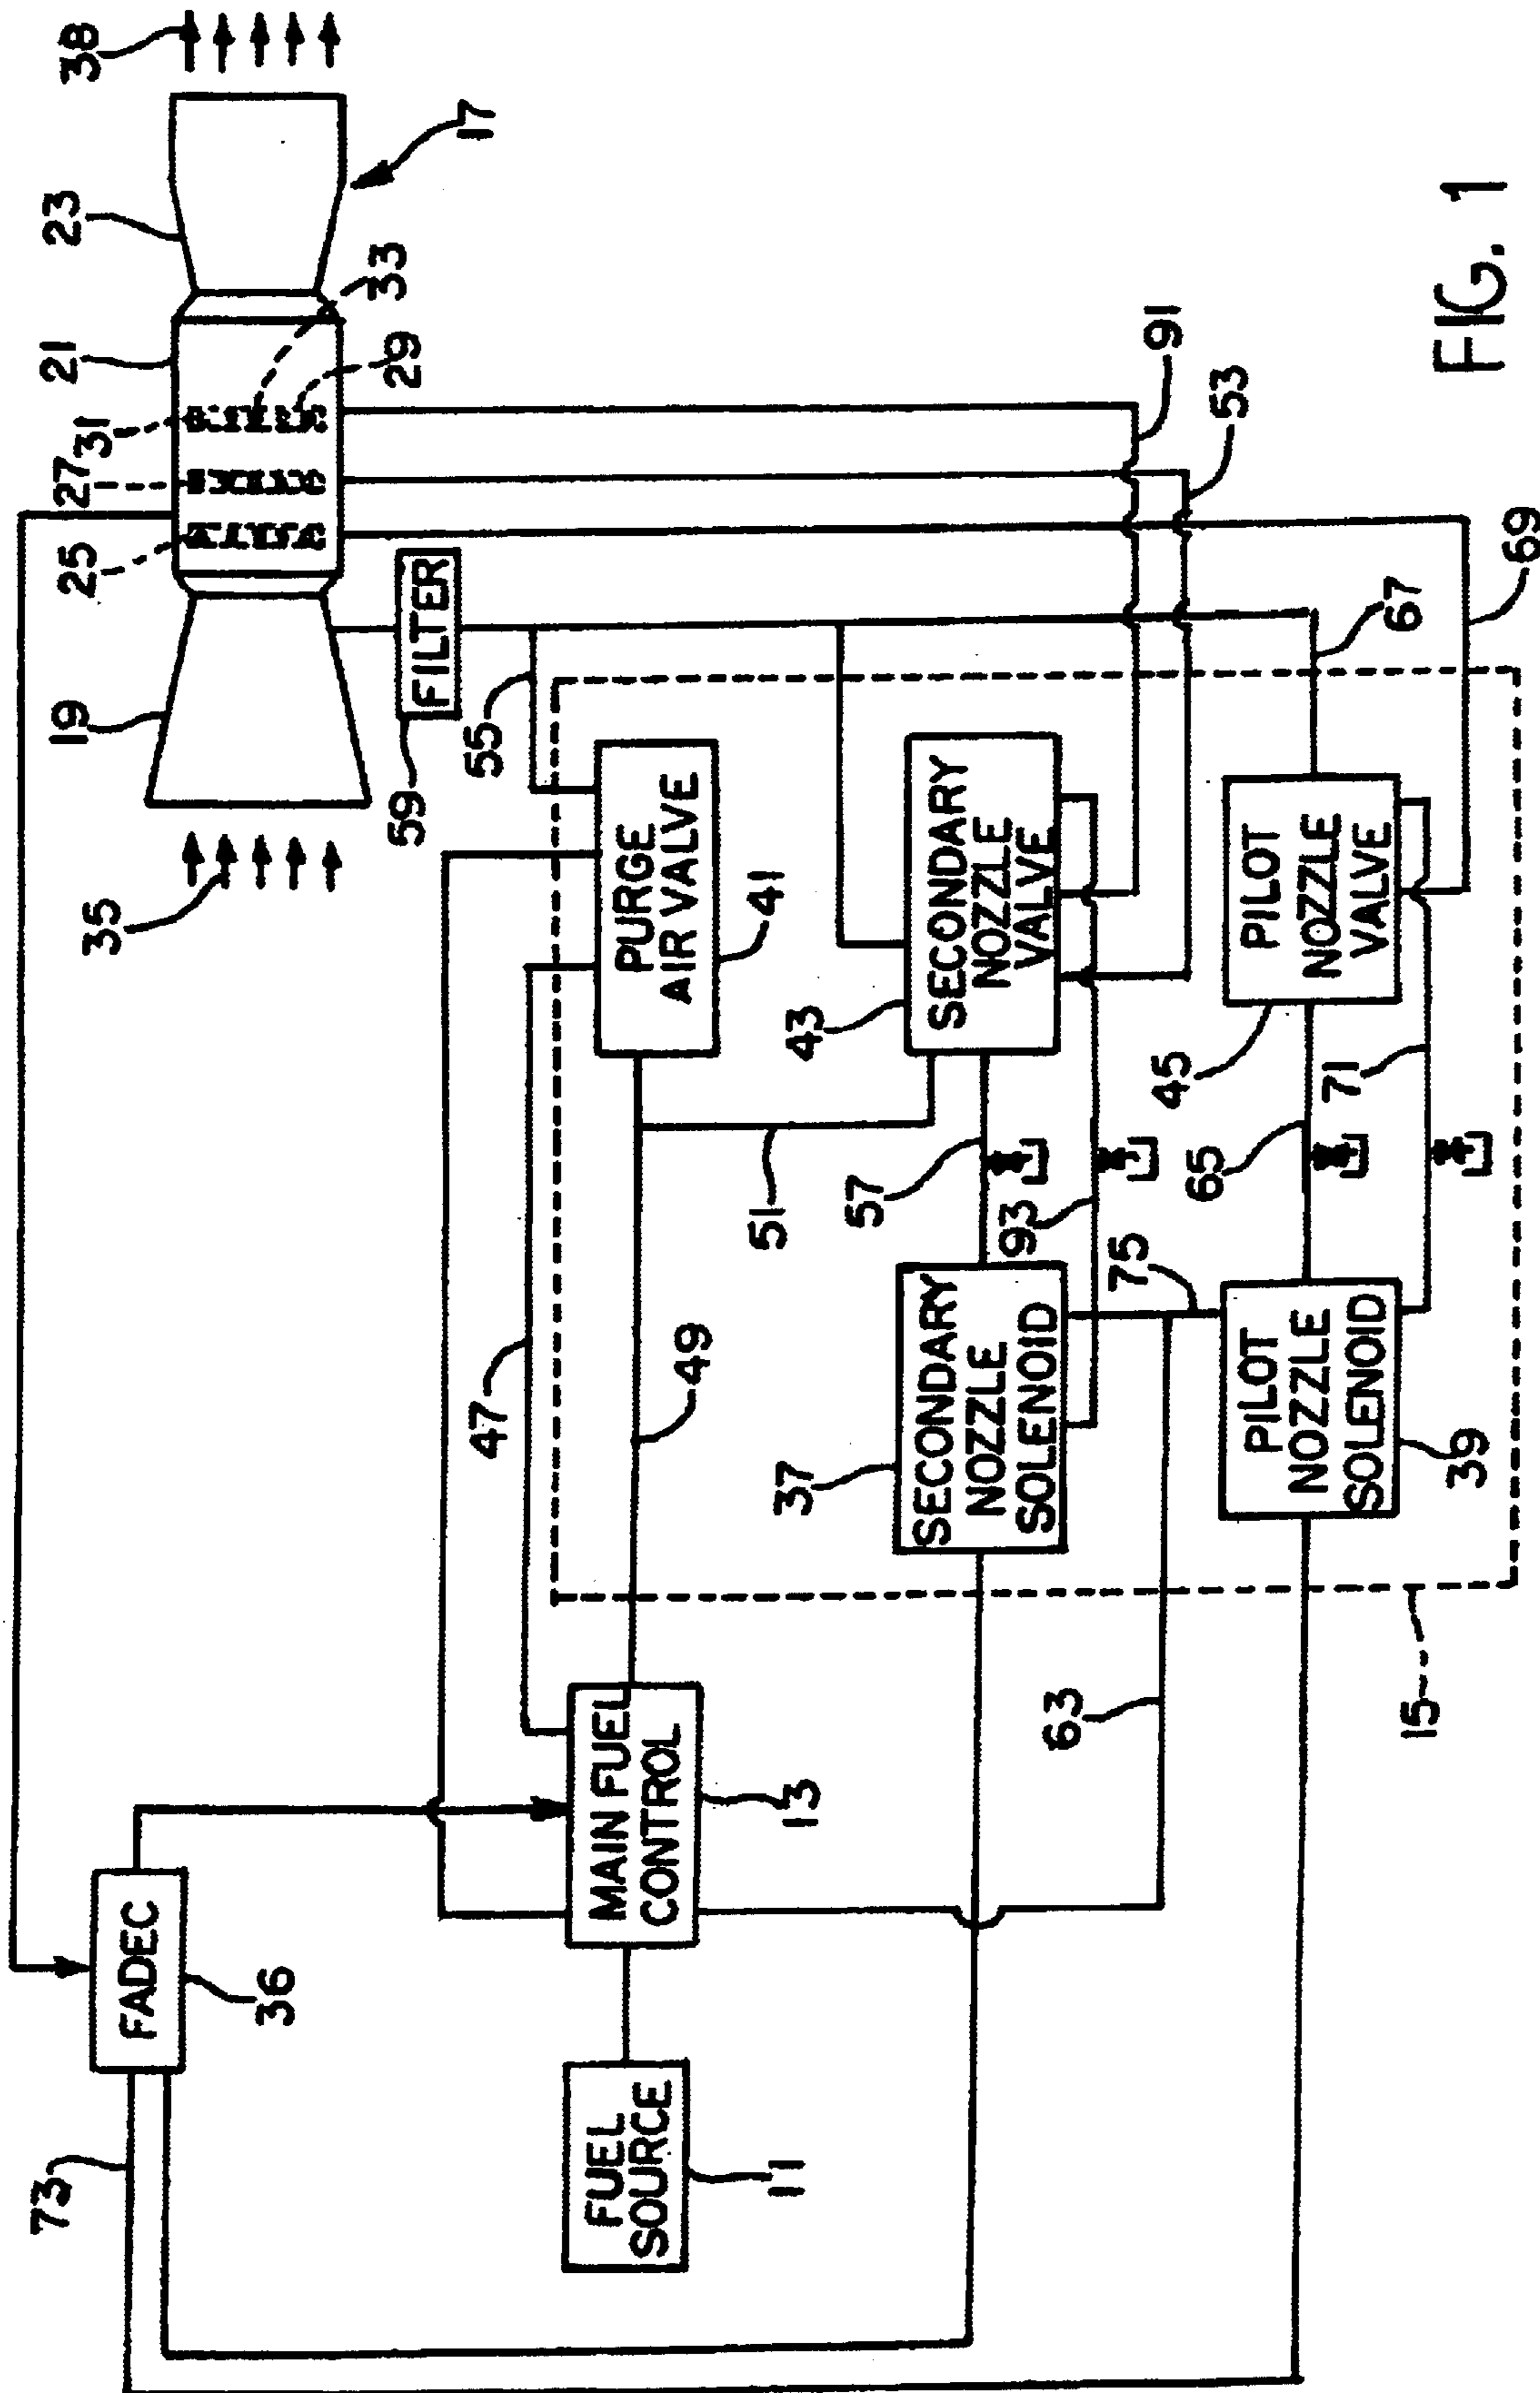 73
19
25
27
31
21
23
38
FADEC
35
36
59
FILTER
29
33
17
47
55
FUEL
SOURCE
11
MAIN FUEL
CONTROL
13
49
PURGE
AIR VALVE
41
51
37
SECONDARY
NOZZLE
SOLENOID
57
43
SECONDARY
NOZZLE
VALVE
93
63
75
91
53
65
45
PILOT
NOZZLE
SOLENOID
39
71
PILOT
NOZZLE
VALVE
67
15
69
FIG. 1